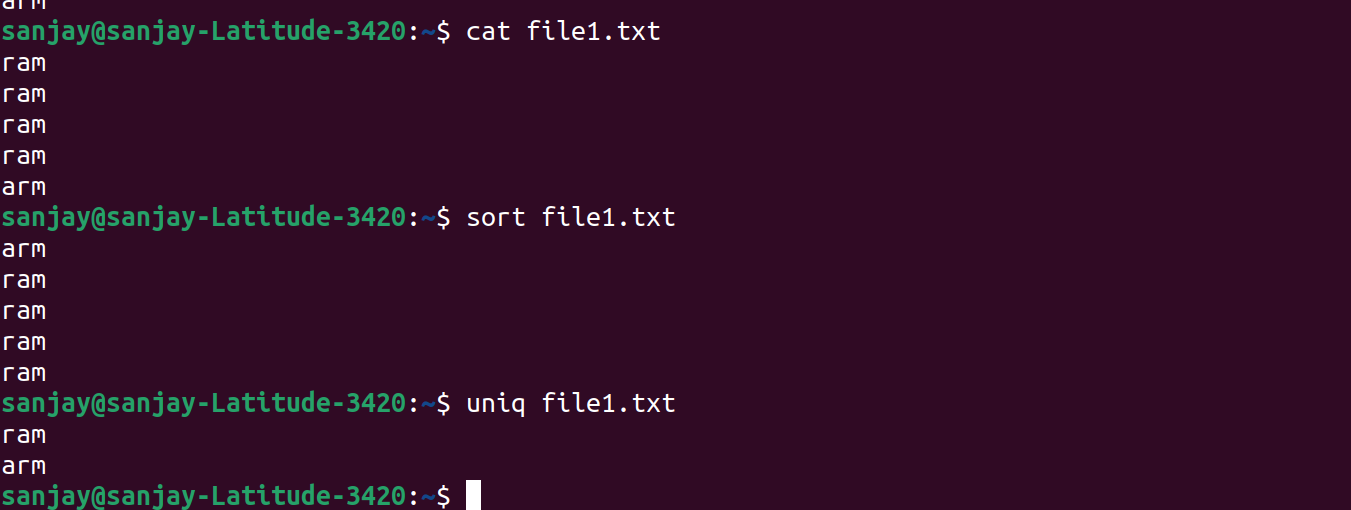 arm
sanjay@sanjay-Latitude-3420:~$ cat file1.txt
ram
ram
ram
ram
arm
sanjay@sanjay-Latitude-3420:~$ sort file1.txt
arm
ram
ram
ram
ram
sanjay@sanjay-Latitude-3420:~$ uniq file1.txt
ram
arm
sanjay@sanjay-Latitude-3420:~$